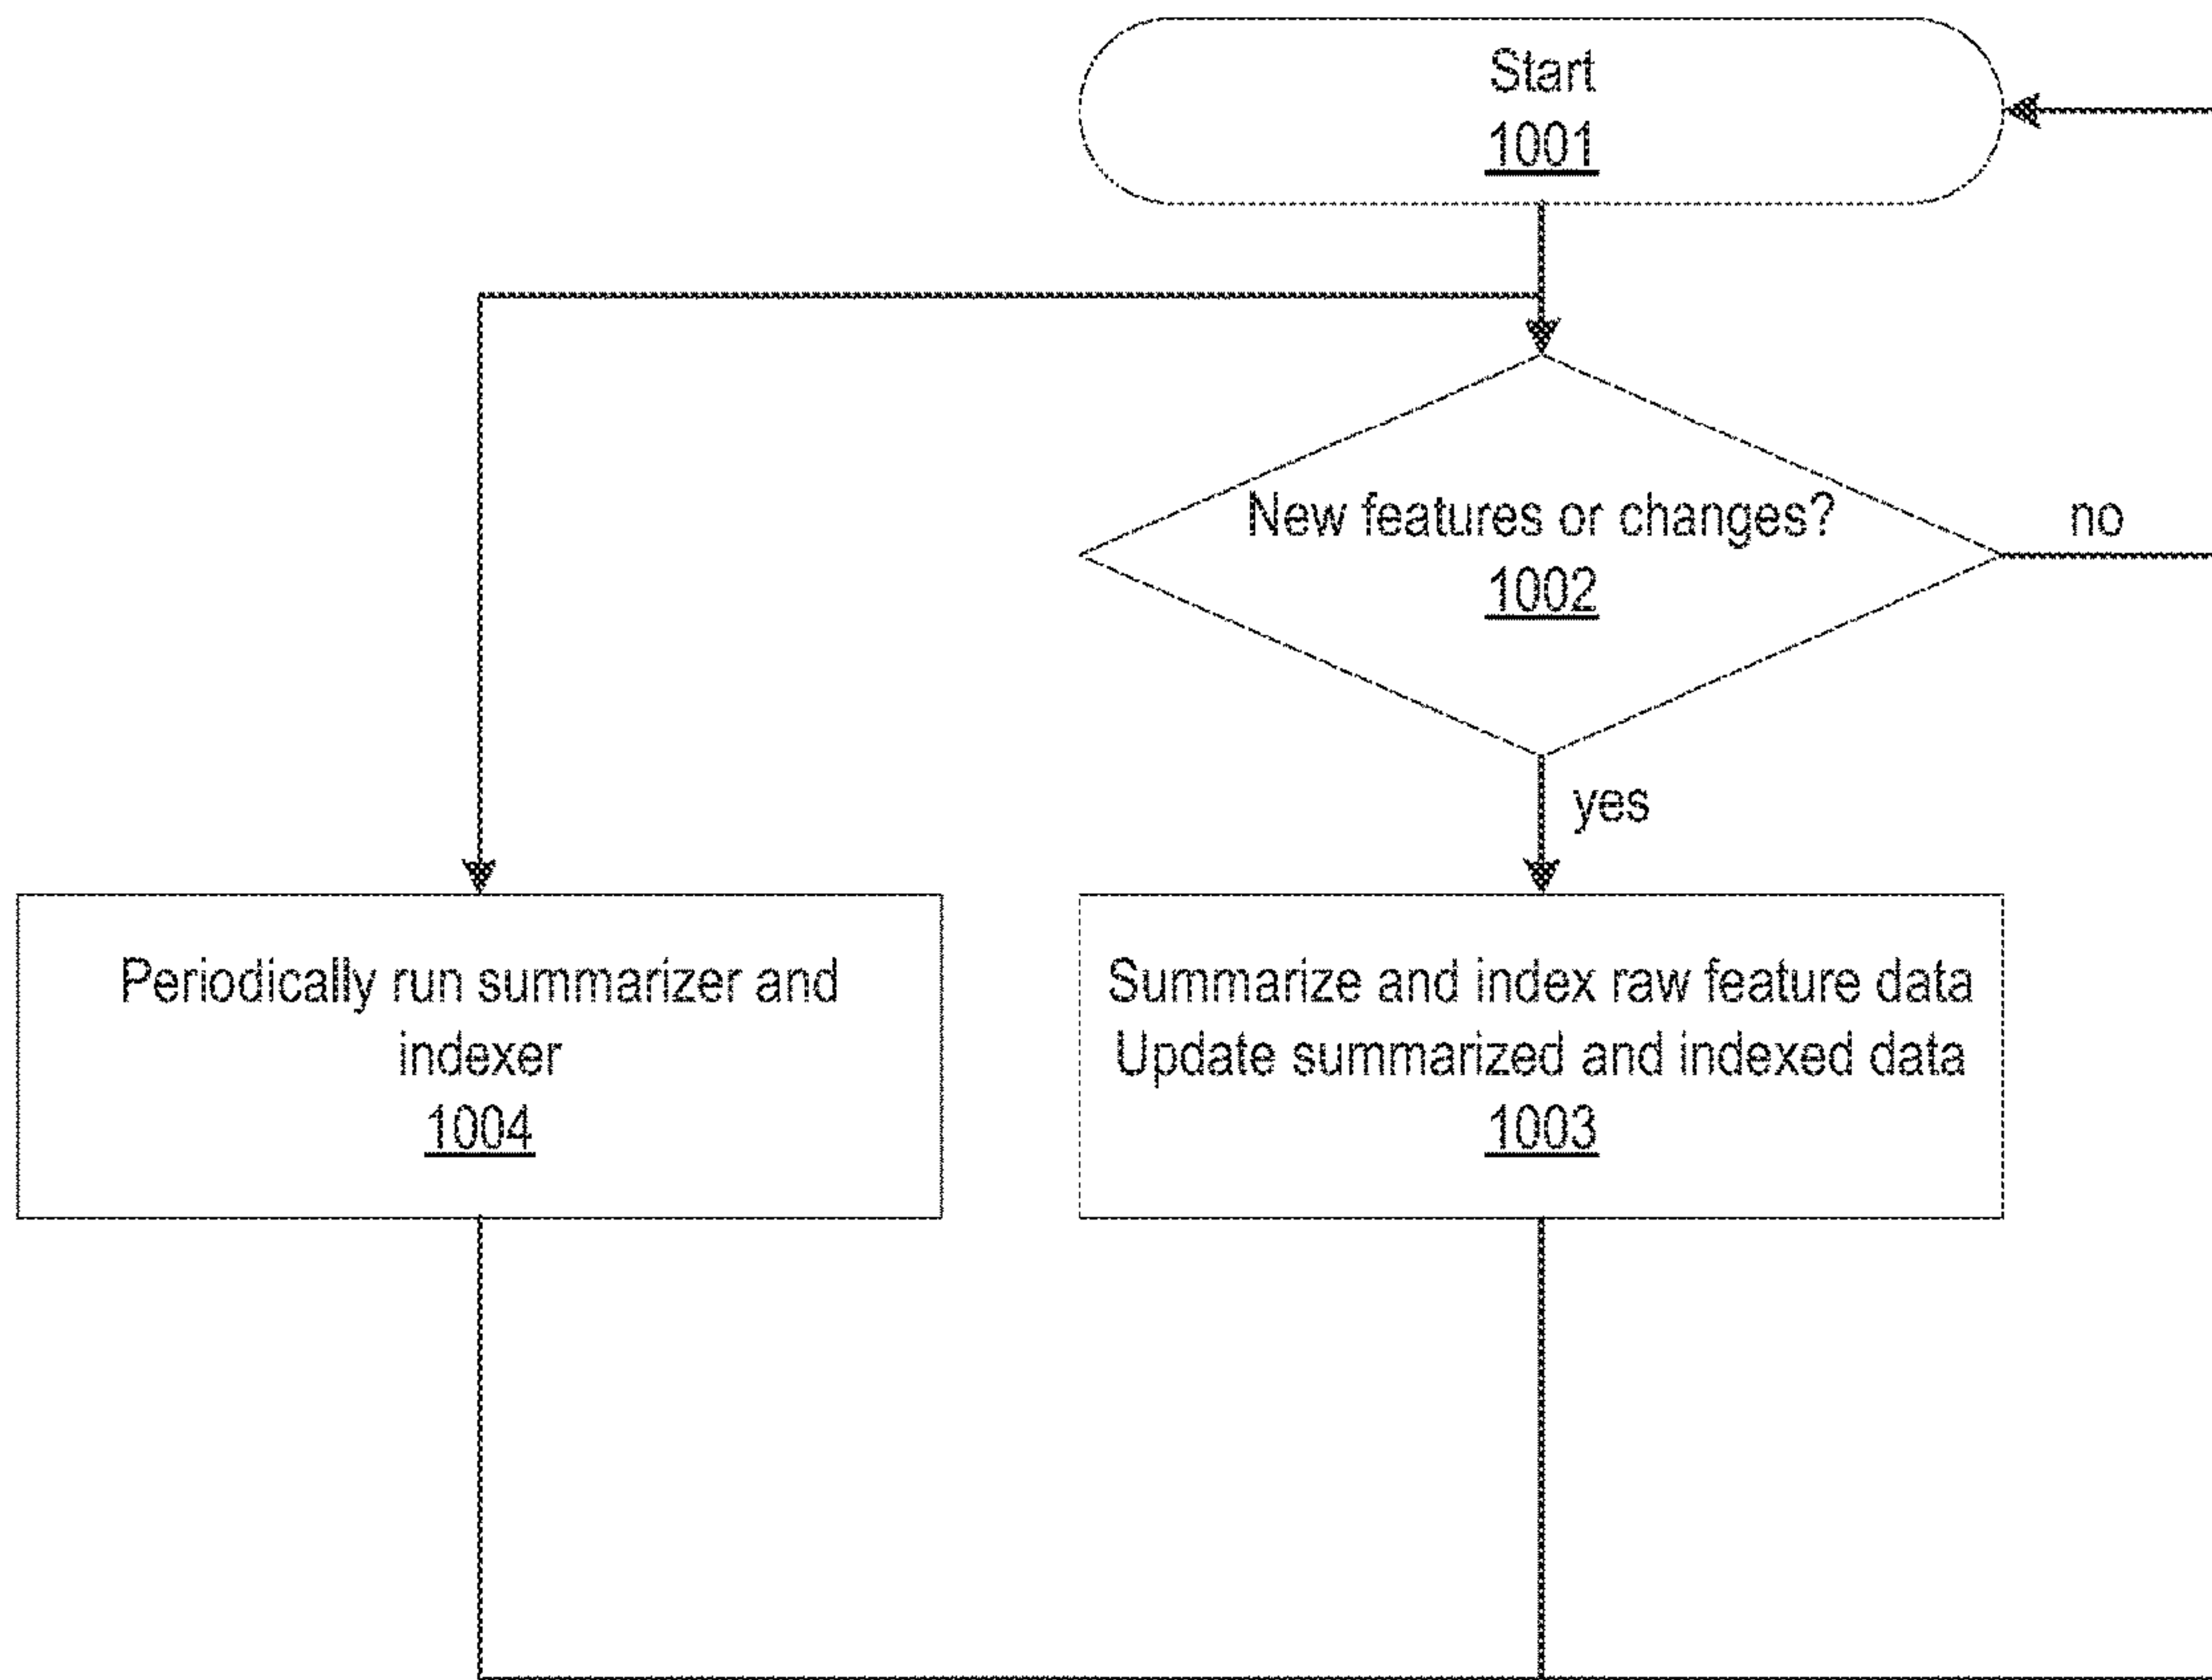 Start
1001
New features or changes?
1002
no
yes
Periodically run summarizer and
indexer
1004
Summarize and index raw feature data
Update summarized and indexed data
1003